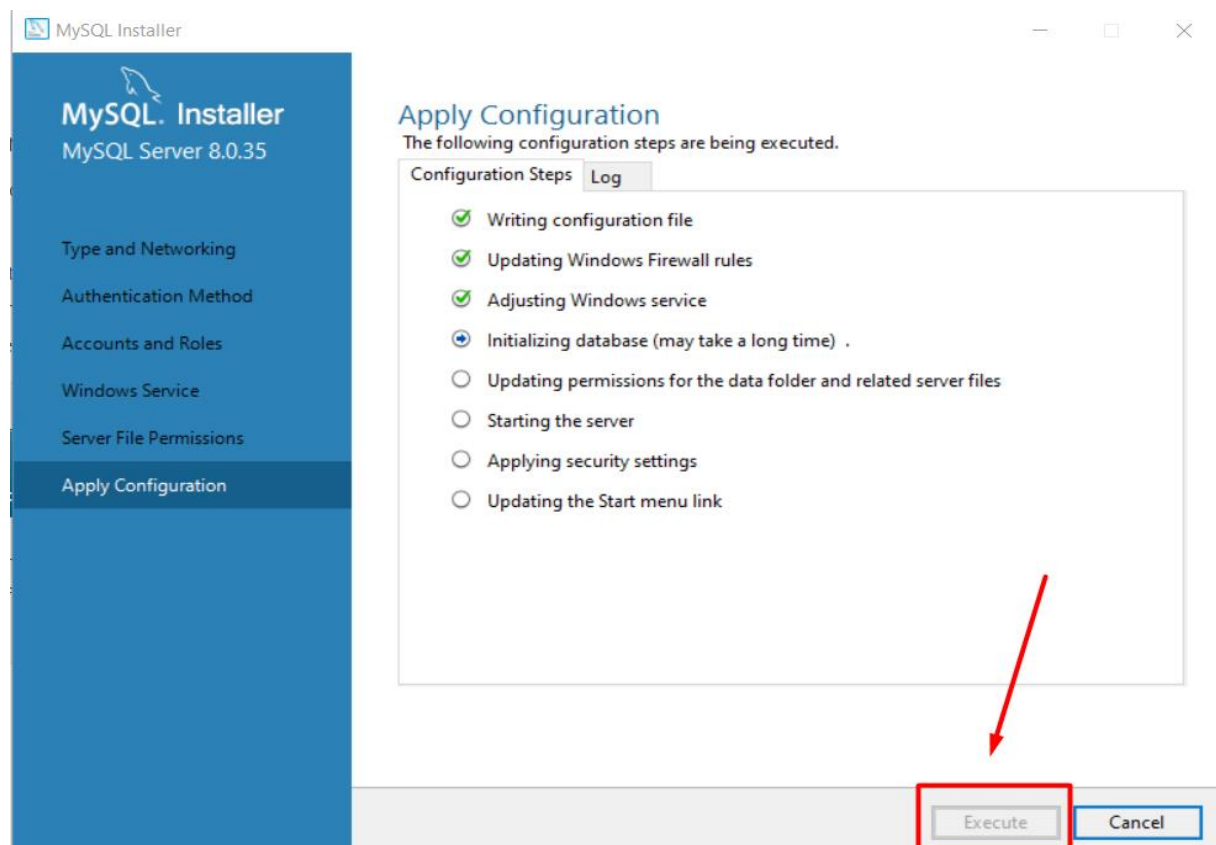 MySQL Installer
MySQL. Installer
MySQL Server 8.0.35
Type and Networking
Authentication Method
Accounts and Roles
Windows Service
Server File Permissions
Apply Configuration
Apply Configuration
The following configuration steps are being executed.
Configuration Steps Log
Writing configuration file
Updating Windows Firewall rules
Adjusting Windows service
Initializing database (may take a long time) .
Updating permissions for the data folder and related server files
Starting the server
Applying security settings
Updating the Start menu link
Execute Cancel